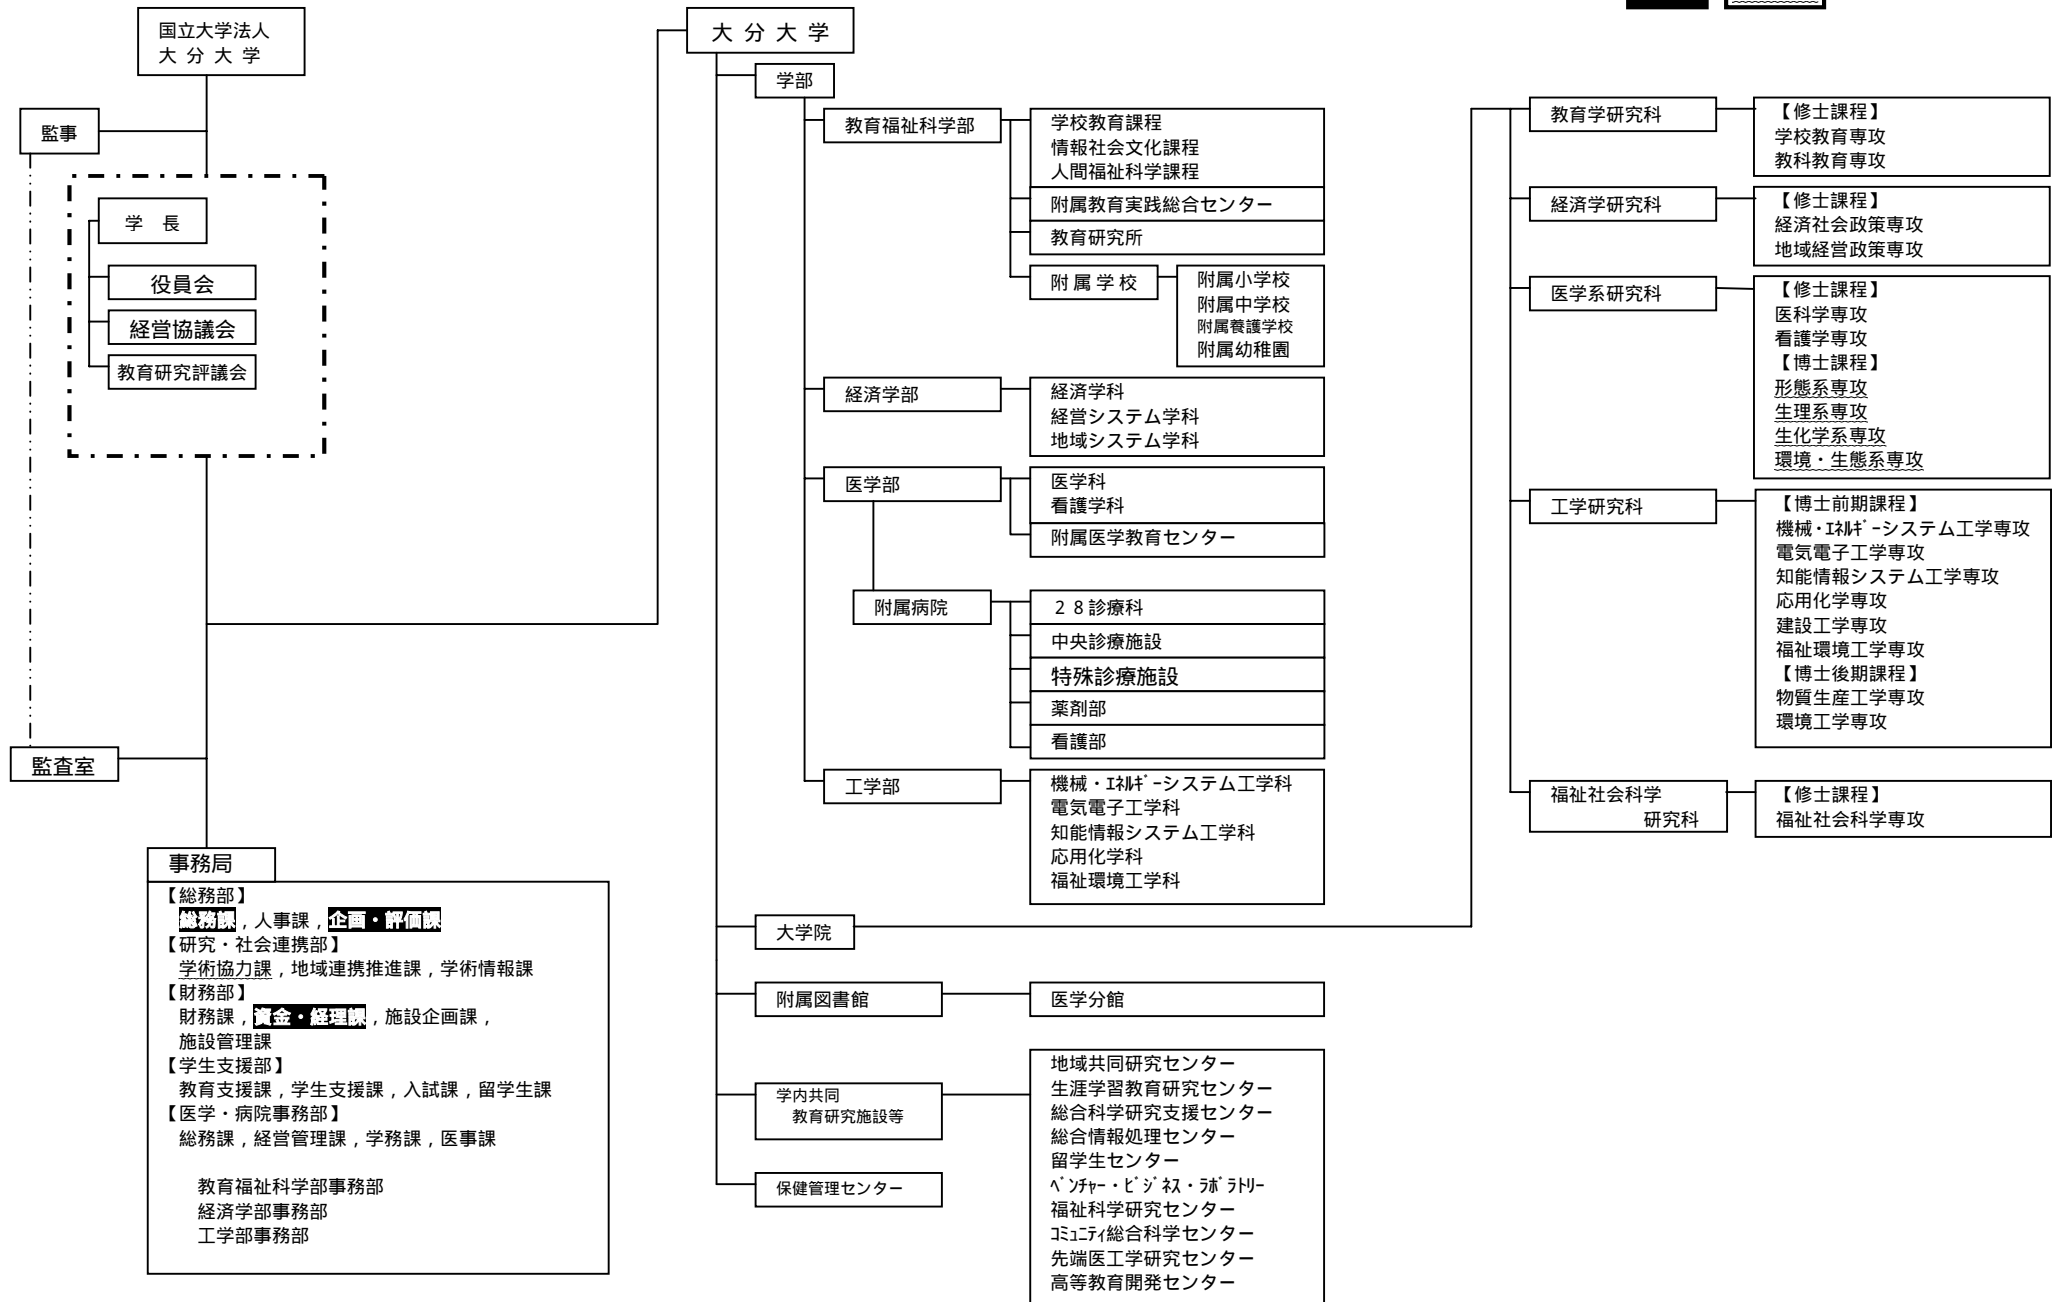 国立大学法人
大 分 大 学
監事
学　長
役員会
経営協議会
教育研究評議会
監査室
事務局
【総務部】
総務課，人事課，企画・評価課
【研究・社会連携部】
学術協力課，地域連携推進課，学術情報課
【財務部】
財務課，資金・経理課，施設企画課，
施設管理課
【学生支援部】
教育支援課，学生支援課，入試課，留学生課
【医学・病院事務部】
総務課，経営管理課，学務課，医事課
教育福祉科学部事務部
経済学部事務部
工学部事務部
大 分 大 学
学部
教育福祉科学部
学校教育課程
情報社会文化課程
人間福祉科学課程
附属教育実践総合センター
教育研究所
附 属 学 校
附属小学校
附属中学校
附属養護学校
附属幼稚園
経済学部
経済学科
経営システム学科
地域システム学科
医学部
医学科
看護学科
附属医学教育センター
附属病院
２８診療科
中央診療施設
特殊診療施設
薬剤部
看護部
工学部
機械・ｴﾈﾙｷﾞｰシステム工学科
電気電子工学科
知能情報システム工学科
応用化学科
福祉環境工学科
大学院
附属図書館
医学分館
学内共同
教育研究施設等
地域共同研究センター
生涯学習教育研究センター
総合科学研究支援センター
総合情報処理センター
留学生センター
ﾍﾞﾝﾁｬｰ・ﾋﾞｼﾞﾈｽ・ﾗﾎﾞﾗﾄﾘｰ
福祉科学研究センター
ｺﾐｭﾆﾃｨ総合科学センター
先端医工学研究センター
高等教育開発センター
保健管理センター
教育学研究科
【修士課程】
学校教育専攻
教科教育専攻
経済学研究科
【修士課程】
経済社会政策専攻
地域経営政策専攻
医学系研究科
【修士課程】
医科学専攻
看護学専攻
【博士課程】
形態系専攻
生理系専攻
生化学系専攻
環境・生態系専攻
工学研究科
【博士前期課程】
機械・ｴﾈﾙｷﾞｰシステム工学専攻
電気電子工学専攻
知能情報システム工学専攻
応用化学専攻
建設工学専攻
福祉環境工学専攻
【博士後期課程】
物質生産工学専攻
環境工学専攻
福祉社会科学
研究科
【修士課程】
福祉社会科学専攻